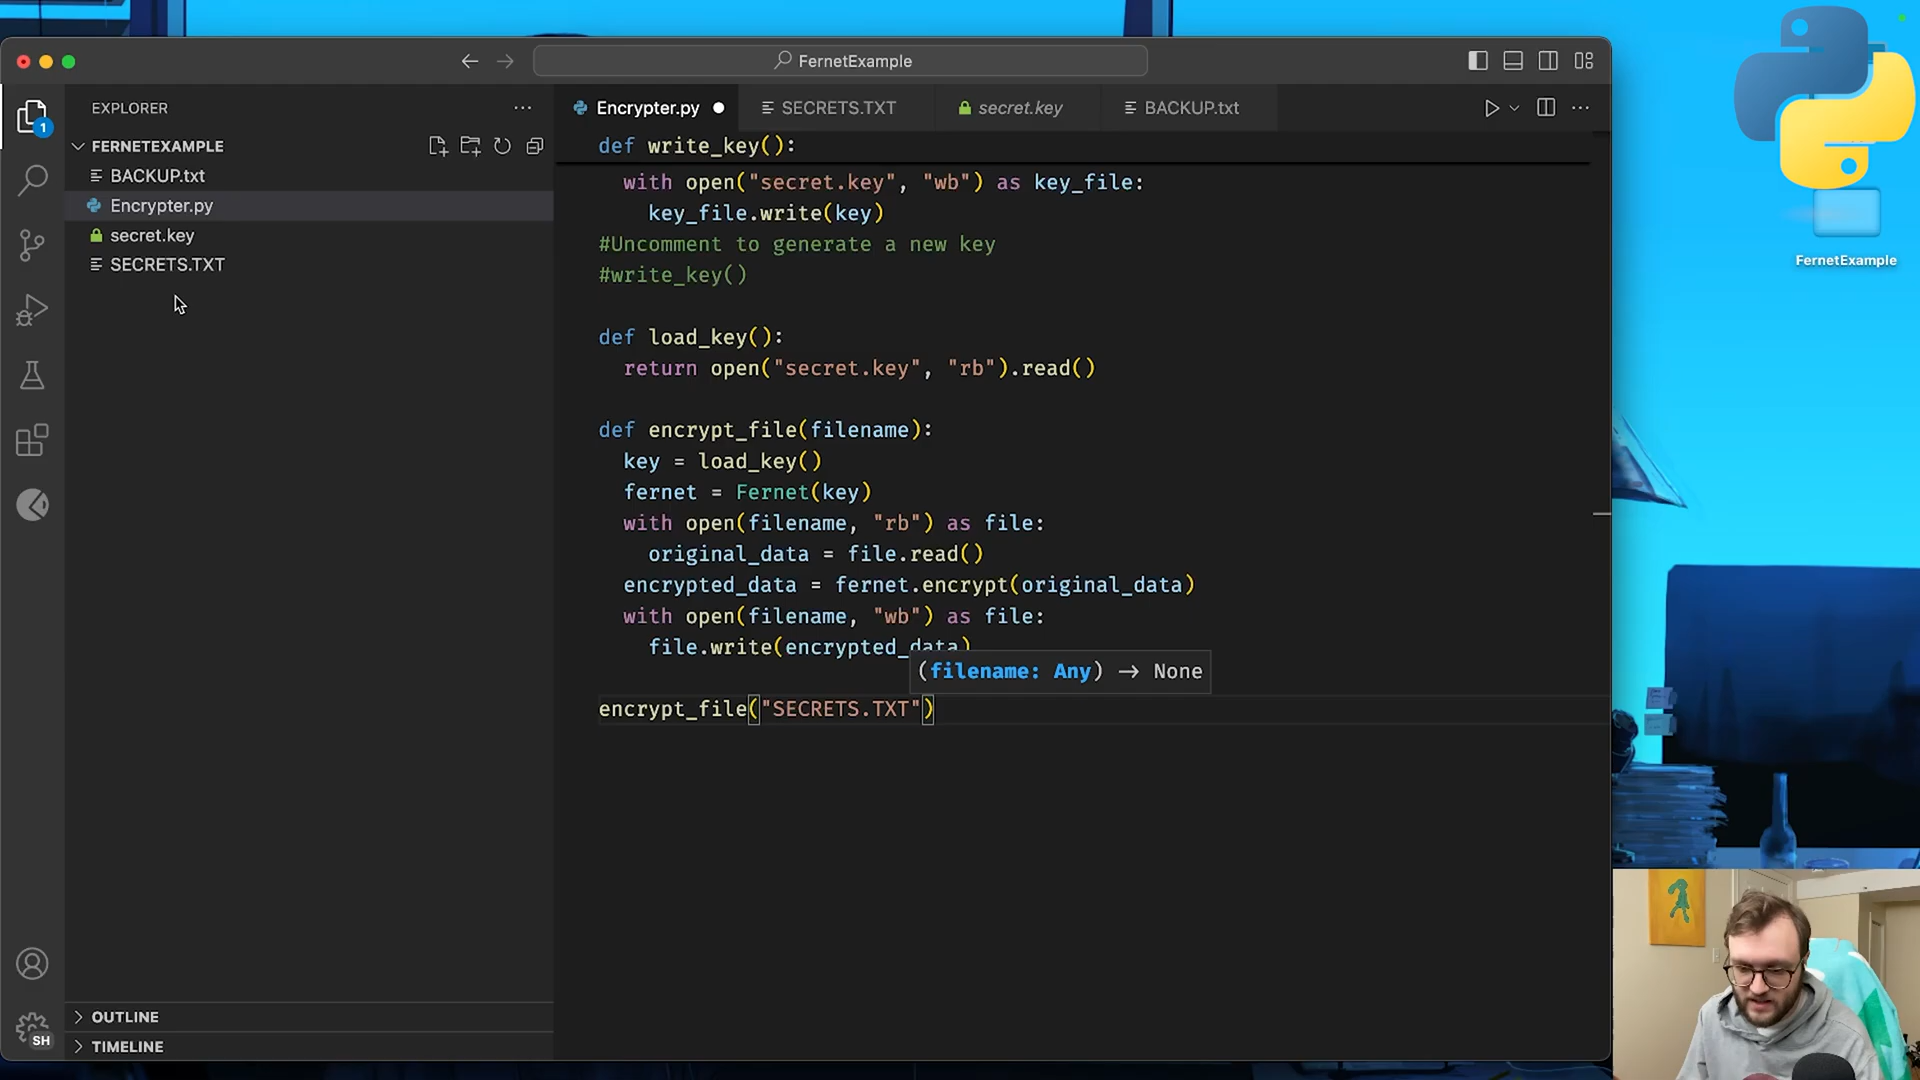 FernetExample
EXPLORER
FERNETEXAMPLE
BACKUP.txt
Encrypter.py
secret.key
SECRETS.TXT
OUTLINE
TIMELINE
1
SH
Encrypter.py
SECRETS.TXT
secret.key
BACKUP.txt
def write_key():
with open("secret.key", "wb") as key_file:
key_file.write(key)
#Uncomment to generate a new key
#write_key()
def load_key():
return open("secret.key", "rb").read()
def encrypt_file(filename):
key = load_key()
fernet = Fernet(key)
with open(filename, "rb") as file:
original_data = file.read()
encrypted_data = fernet.encrypt(original_data)
with open(filename, "wb") as file:
file.write(encrypted_data)
(filename: Any) → None
encrypt_file("SECRETS.TXT")
FernetExample